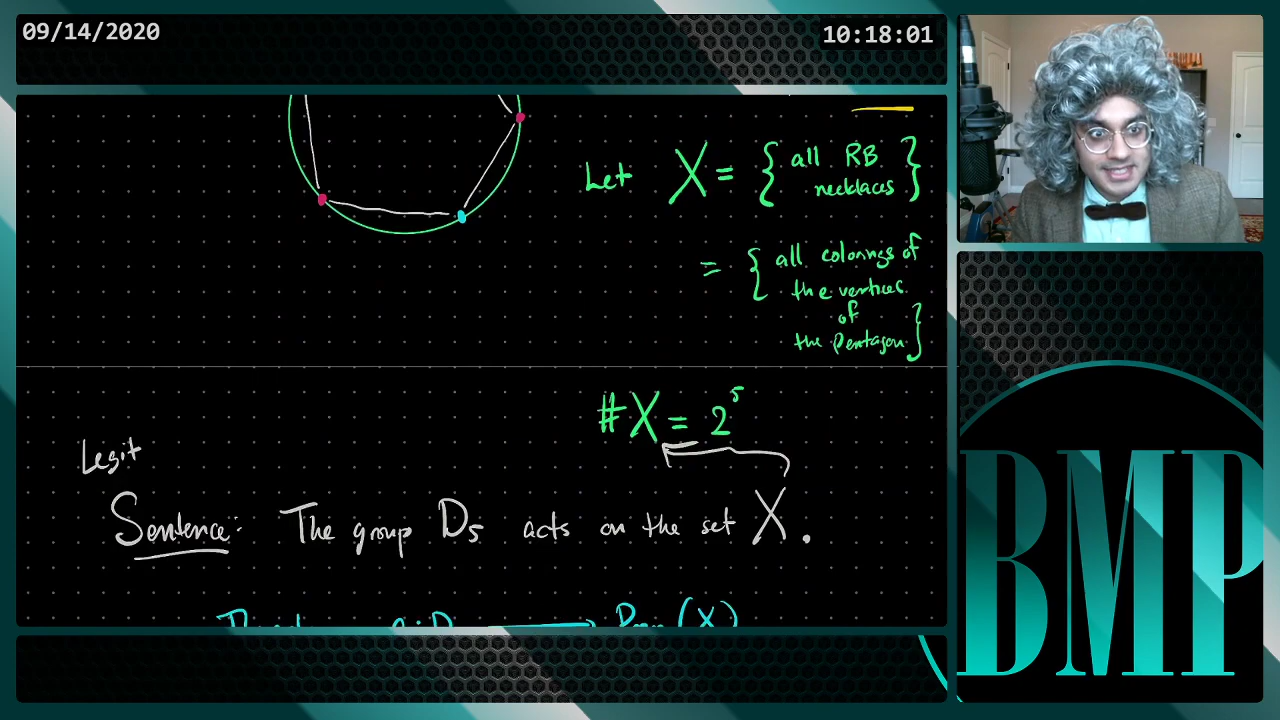 09/14/2020
10:18:01
Let X = { all RB
necklaces }
= { all colorings of
the vertices
of
the pentagon }
#X = 2^5
Legit
Sentence: The group D5 acts on the set X.
Perm (X)
BMP